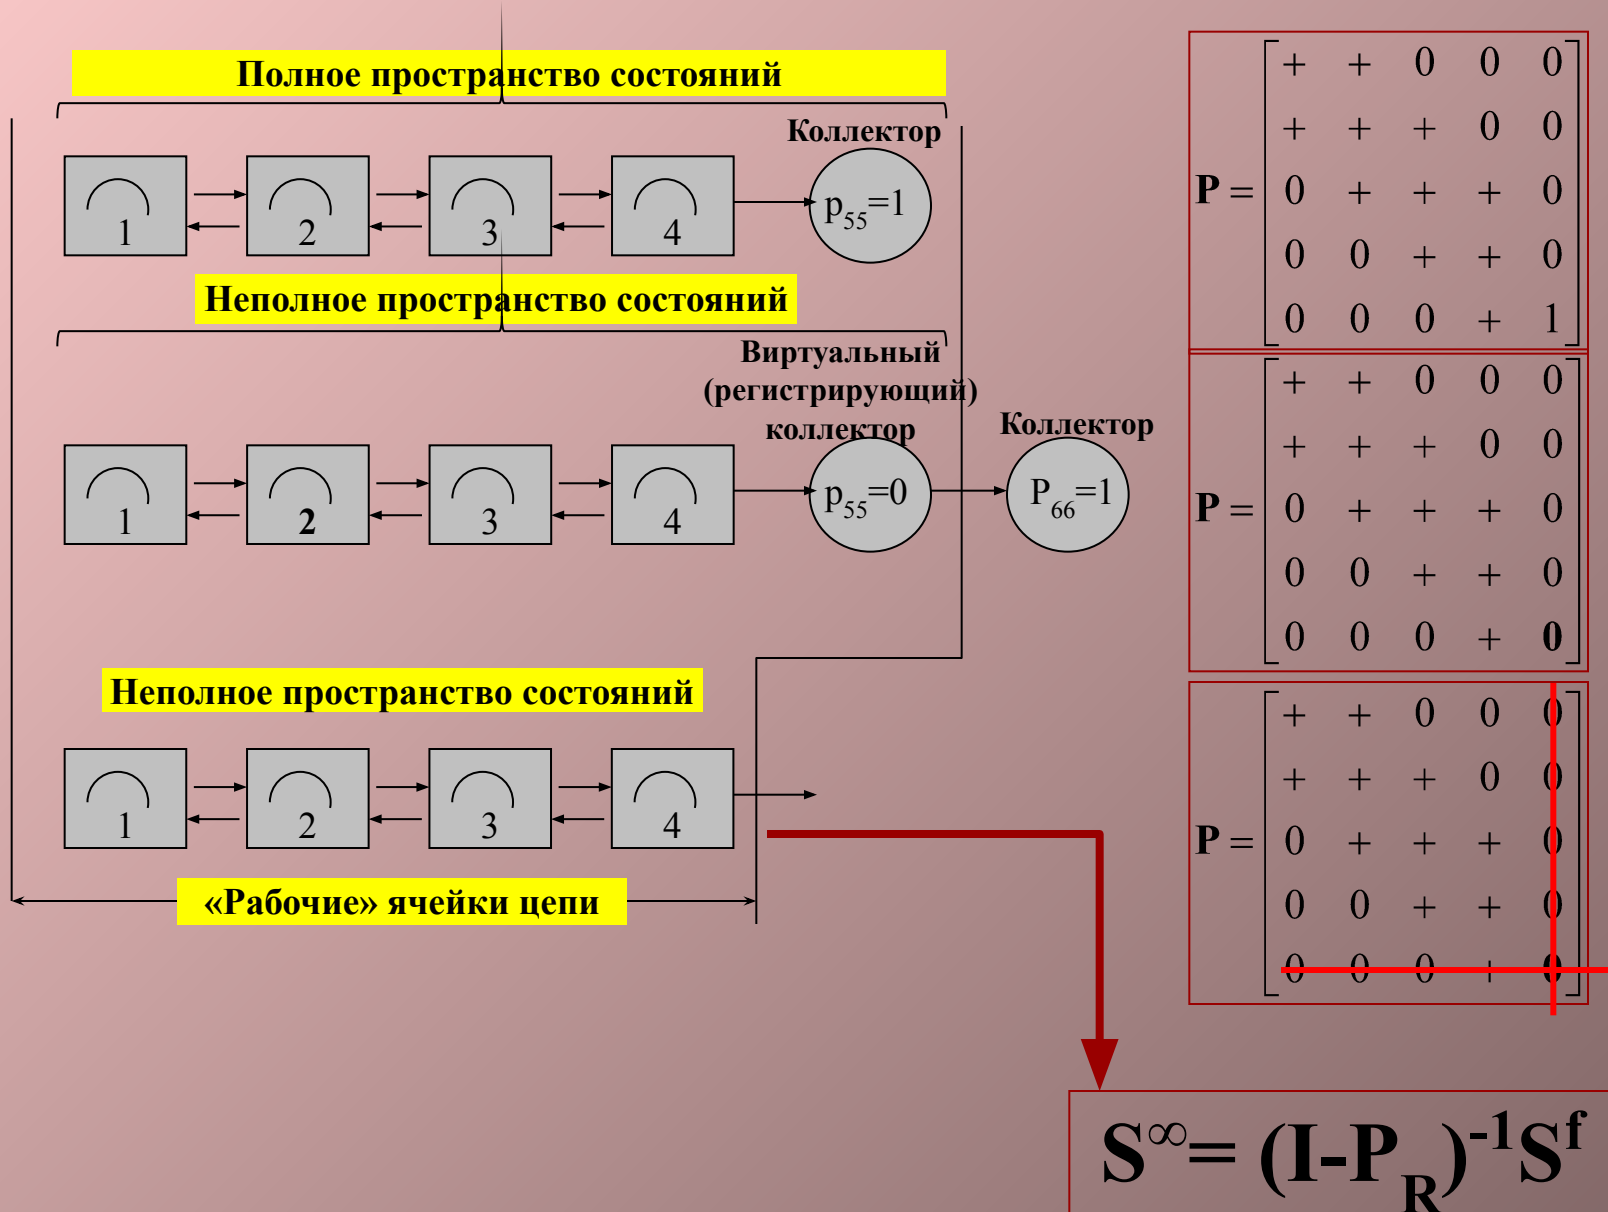 Полное пространство состояний
Коллектор
1 2 3 4 p₅₅=1
Неполное пространство состояний
Виртуальный
(регистрирующий)
коллектор
Коллектор
1 2 3 4 p₅₅=0 P₆₆=1
Неполное пространство состояний
1 2 3 4
«Рабочие» ячейки цепи
+ + 0 0 0
+ + + 0 0
P = 0 + + + 0
0 0 + + 0
0 0 0 + 1
+ + 0 0 0
+ + + 0 0
P = 0 + + + 0
0 0 + + 0
0 0 0 + 0
+ + 0 0 0
+ + + 0 0
P = 0 + + + 0
0 0 + + 0
0 0 0 + 0
S^∞= (I-P_R)^-1 S^f